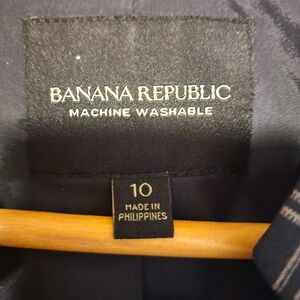 BANANA REPUBLIC
MACHINE WASHABLE
10
MADE IN
PHILIPPINES